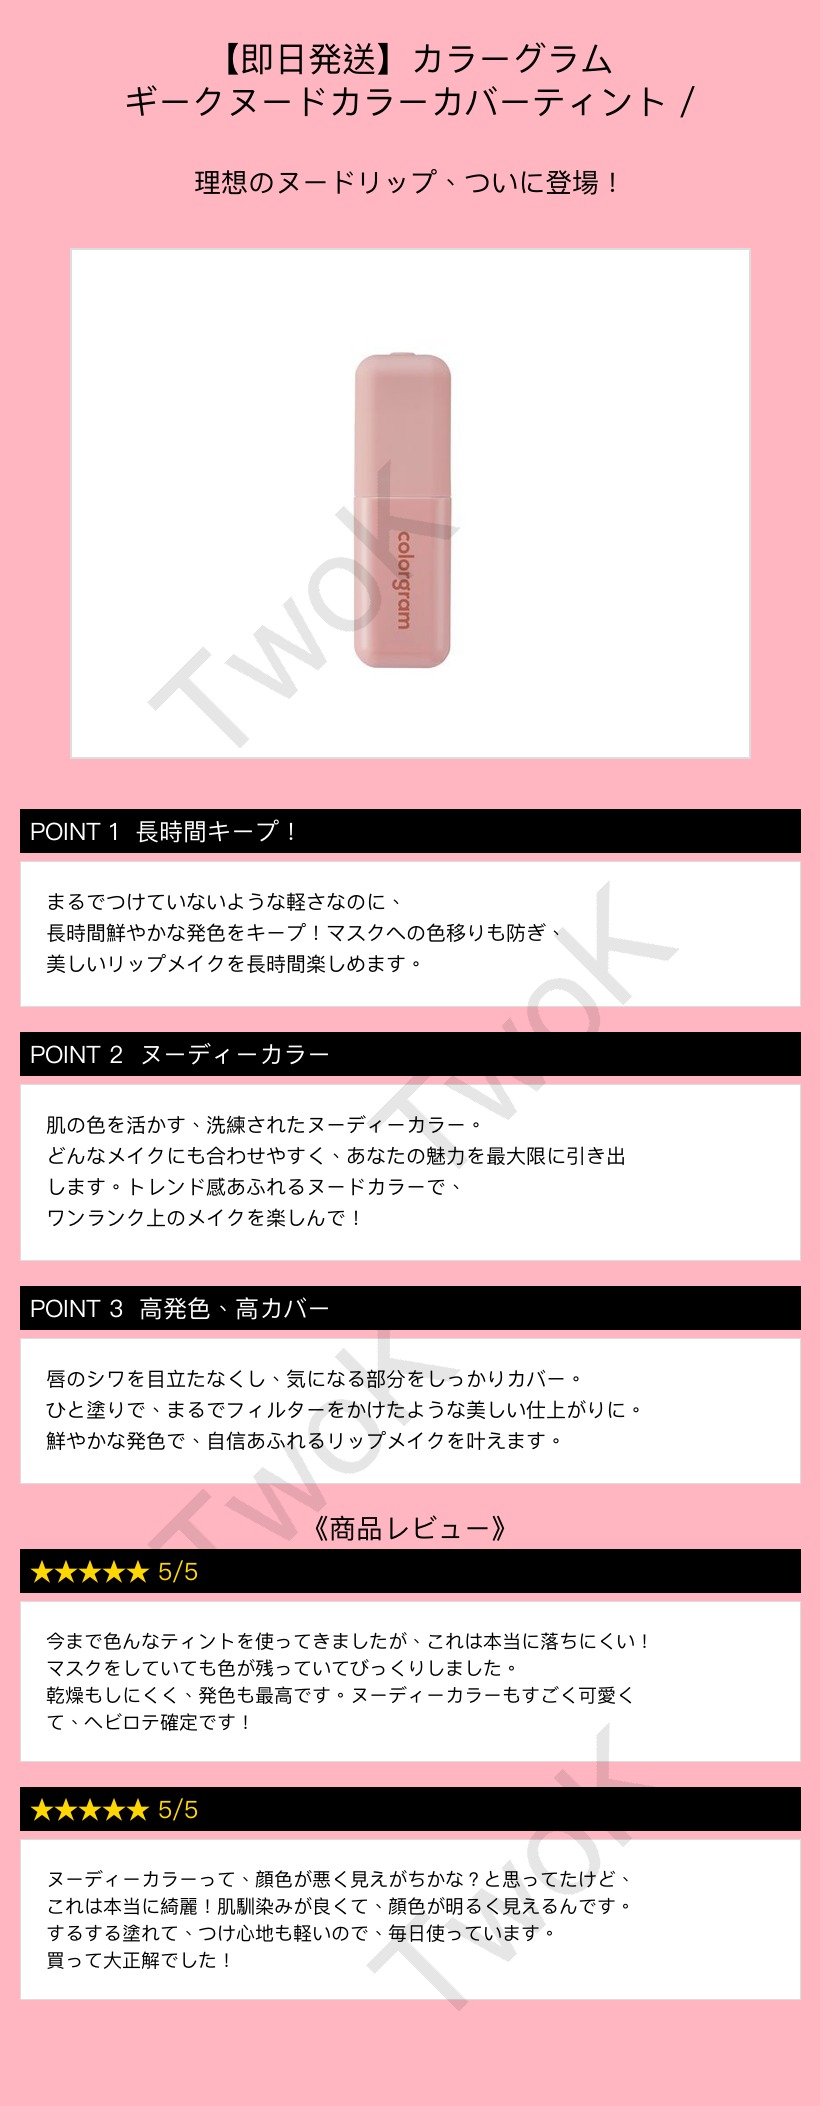 【即日発送】カラーグラム
ギークヌードカラーカバーティント /
理想のヌードリップ、ついに登場！
colorgram
TwoK
POINT 1 長時間キープ！
まるでつけていないような軽さなのに、
長時間鮮やかな発色をキープ！マスクへの色移りも防ぎ、
美しいリップメイクを長時間楽しめます。
TwoK
POINT 2 ヌーディーカラー
肌の色を活かす、洗練されたヌーディーカラー。
どんなメイクにも合わせやすく、あなたの魅力を最大限に引き出
します。トレンド感あふれるヌードカラーで、
ワンランク上のメイクを楽しんで！
POINT 3 高発色、高カバー
唇のシワを目立たなくし、気になる部分をしっかりカバー。
ひと塗りで、まるでフィルターをかけたような美しい仕上がりに。
鮮やかな発色で、自信あふれるリップメイクを叶えます。
TwoK
《商品レビュー》
★★★★★ 5/5
今まで色んなティントを使ってきましたが、これは本当に落ちにくい！
マスクをしていても色が残っていてびっくりしました。
乾燥もしにくく、発色も最高です。ヌーディーカラーもすごく可愛く
て、ヘビロテ確定です！
★★★★★ 5/5
ヌーディーカラーって、顔色が悪く見えがちかな？と思ってたけど、
これは本当に綺麗！肌馴染みが良くて、顔色が明るく見えるんです。
するする塗れて、つけ心地も軽いので、毎日使っています。
買って大正解でした！
TwoK